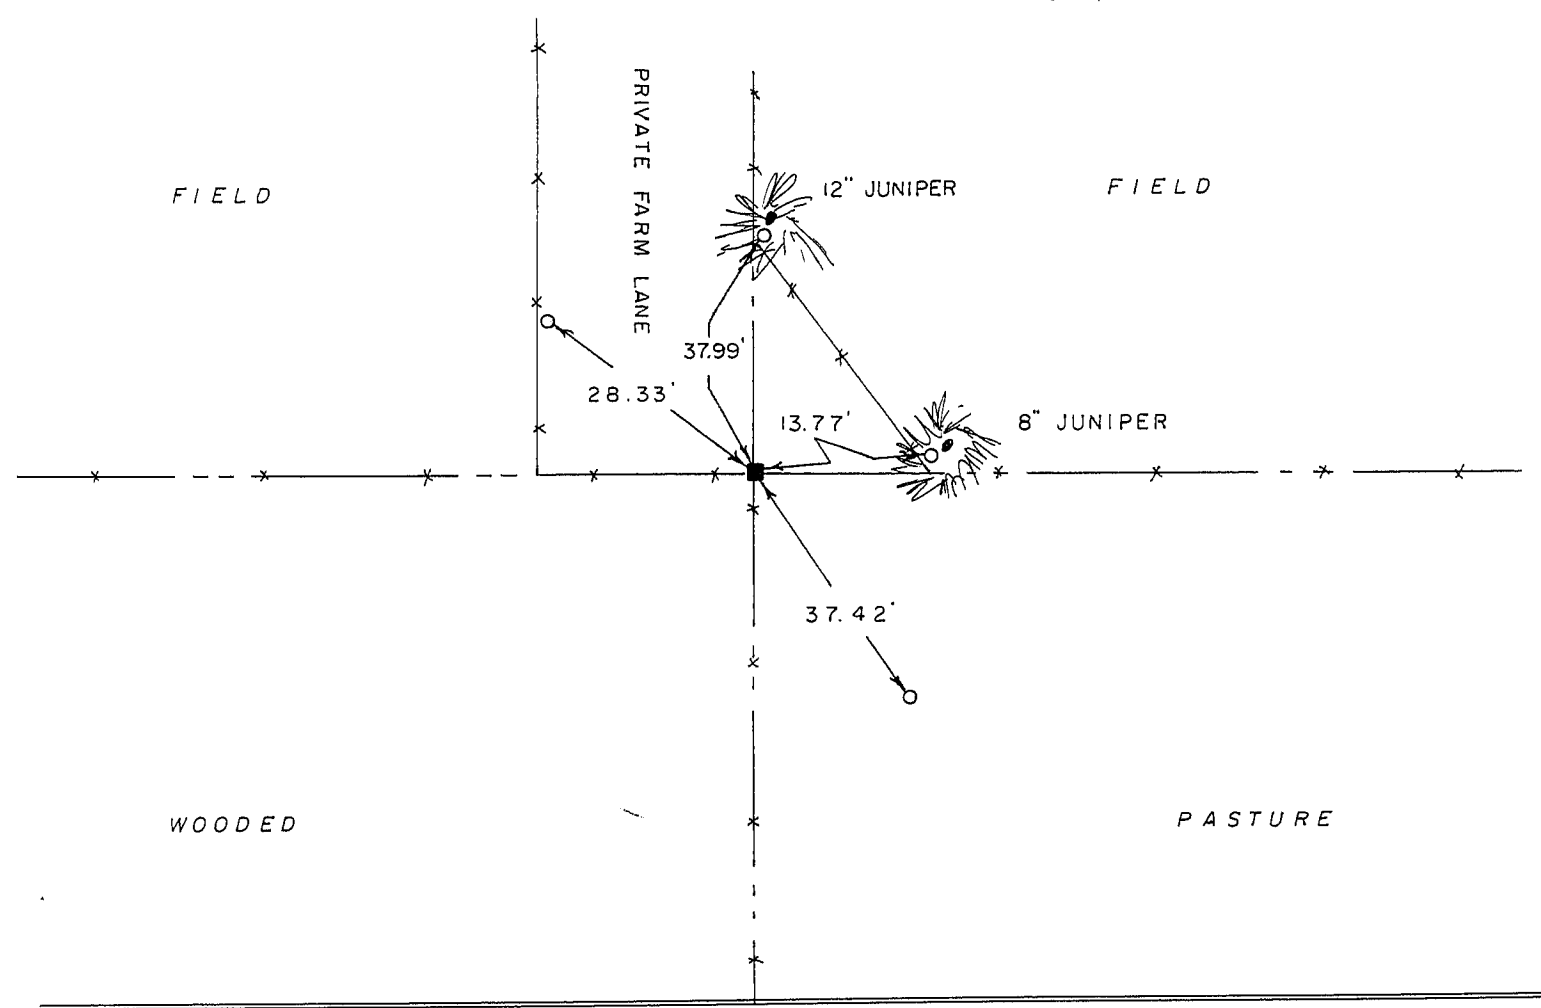 PRIVATE FARM LANE
12" JUNIPER
FIELD
FIELD
37.99'
28.33'
13.77'
8" JUNIPER
37.42'
WOODED
PASTURE